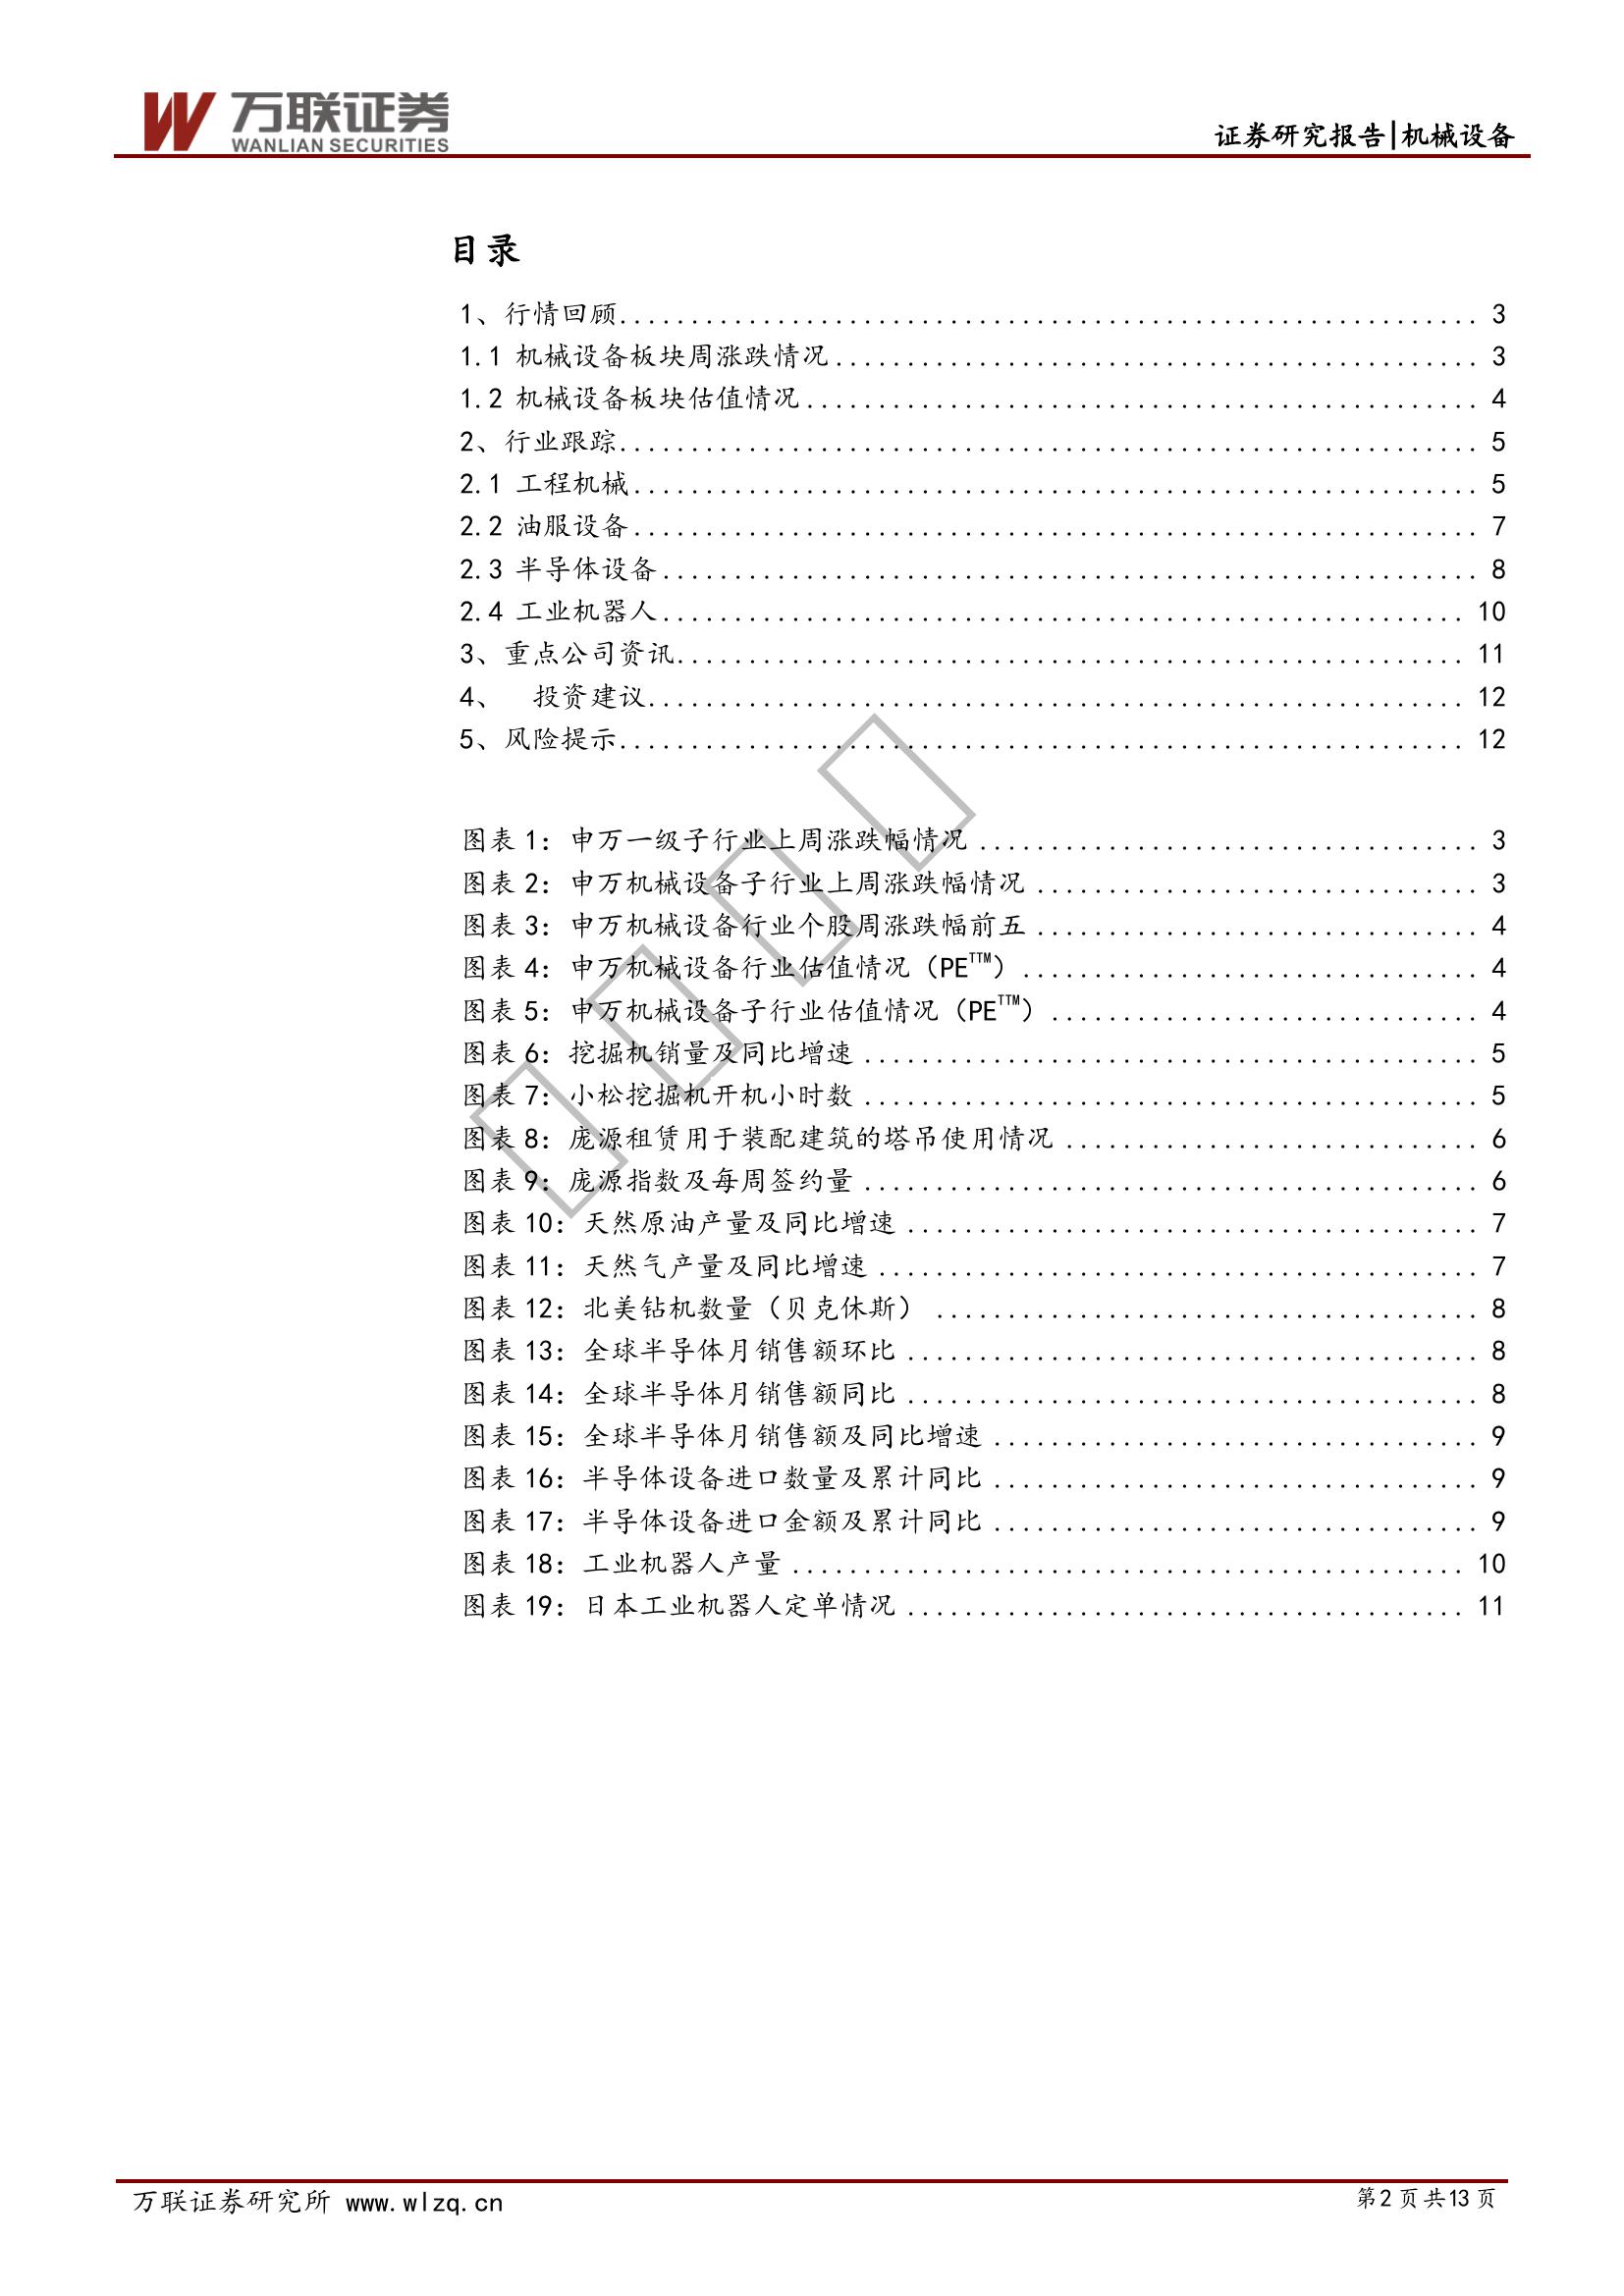 万联证券
WANLIAN SECURITIES
证券研究报告|机械设备
目录
1、行情回顾........................................................... 3
1.1 机械设备板块周涨跌情况............................................. 3
1.2 机械设备板块估值情况............................................... 4
2、行业跟踪........................................................... 5
2.1 工程机械........................................................... 5
2.2 油服设备........................................................... 7
2.3 半导体设备......................................................... 8
2.4 工业机器人........................................................ 10
3、重点公司资讯...................................................... 11
4、 投资建议........................................................ 12
5、风险提示.......................................................... 12
图表 1：申万一级子行业上周涨跌幅情况 ................................... 3
图表 2：申万机械设备子行业上周涨跌幅情况 ............................... 3
图表 3：申万机械设备行业个股周涨跌幅前五 ............................... 4
图表 4：申万机械设备行业估值情况（PETTM）................................ 4
图表 5：申万机械设备子行业估值情况（PETTM）.............................. 4
图表 6：挖掘机销量及同比增速 ........................................... 5
图表 7：小松挖掘机开机小时数 ........................................... 5
图表 8：庞源租赁用于装配建筑的塔吊使用情况 ............................. 6
图表 9：庞源指数及每周签约量 ........................................... 6
图表 10：天然原油产量及同比增速 ........................................ 7
图表 11：天然气产量及同比增速 .......................................... 7
图表 12：北美钻机数量（贝克休斯） ...................................... 8
图表 13：全球半导体月销售额环比 ........................................ 8
图表 14：全球半导体月销售额同比 ........................................ 8
图表 15：全球半导体月销售额及同比增速 .................................. 9
图表 16：半导体设备进口数量及累计同比 .................................. 9
图表 17：半导体设备进口金额及累计同比 .................................. 9
图表 18：工业机器人产量 ............................................... 10
图表 19：日本工业机器人定单情况 ....................................... 11
万联证券研究所 www.wlzq.cn
第2页共13页